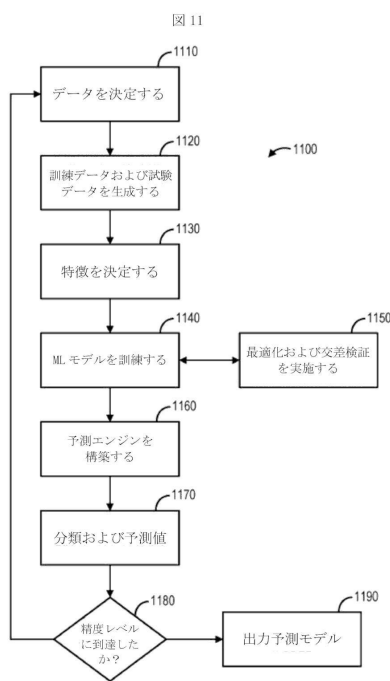 図 11
1110
データを決定する
1120
訓練データおよび試験
データを生成する
1100
1130
特徴を決定する
1140
MLモデルを訓練する
1150
最適化および交差検証
を実施する
1160
予測エンジンを
構築する
1170
分類および予測値
1180
精度レベル
に到達した
か？
1190
出力予測モデル